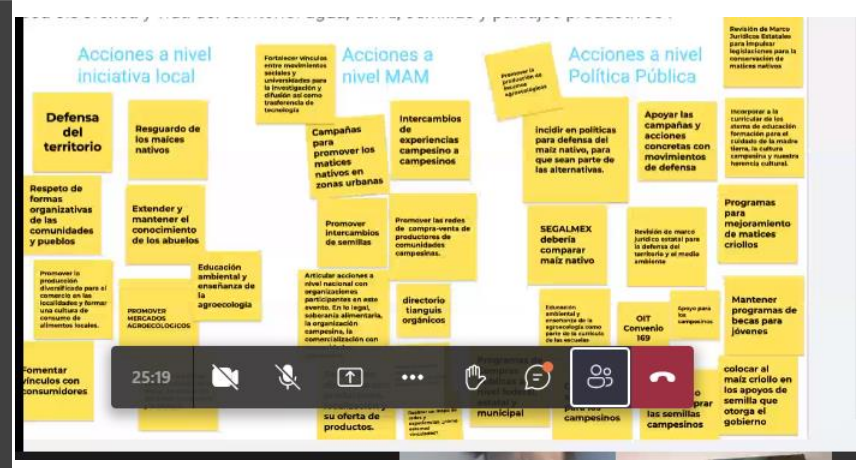 Acciones a nivel
iniciativa local
Defensa
del
territorio
Resguardo de
los maíces
nativos
Respeto de
formas
organizativas
de las
comunidades
y pueblos
Extender y
mantener el
conocimiento
de los abuelos
Promover la
producción
diversificada para el
comercio en las
localidades y formar
una cultura de
consumo de
alimentos locales.
PROMOVER
MERCADOS
AGROECOLOGICOS
Educación
ambiental y
enseñanza de
la
agroecología
Fomentar
vínculos con
consumidores
Fortalecer vínculos
entre movimientos
sociales y
universidades para
la investigación y
difusión así como
trasferencia de
tecnología
Acciones a
nivel MAM
Campañas
para
promover los
matices
nativos en
zonas urbanas
Intercambios
de
experiencias
campesino a
campesinos
Promover
intercambios
de semillas
Promover las redes
de compra-venta de
productores de
comunidades
campesinas.
Articular acciones a
nivel nacional con
organizaciones
participantes en este
evento. En lo legal,
soberanía alimentaria,
la organización
campesina, la
comercialización con
directorio
tianguis
orgánicos
su oferta de
productos.
Promover la
producción de
insumos
agroecológicos
Acciones a nivel
Política Pública
incidir en políticas
para defensa del
maíz nativo, para
que sean parte de
las alternativas.
Apoyar las
campañas y
acciones
concretas con
movimientos
de defensa
SEGALMEX
debería
comparar
maíz nativo
Revisión de marco
jurídico estatal para
la defensa del
territorio y el medio
ambiente
Educación
ambiental y
enseñanza de la
agroecología como
parte de la currícula
de las escuelas
OIT
Convenio
169
Apoyo para
los
campesinos
municipal
campesinos
las semillas
campesinos
Revisión de Marco
Jurídicos Estatales
para impulsar
legislaciones para la
conservación de
matices nativos
Incorporar a la
curricular de los
stems de educación
formación para el
cuidado de la madre
tierra, la cultura
campesina y nuestra
herencia cultural.
Programas
para
mejoramiento
de matices
criollos
Mantener
programas de
becas para
jóvenes
colocar al
maíz criollo en
los apoyos de
semilla que
otorga el
gobierno
25:19